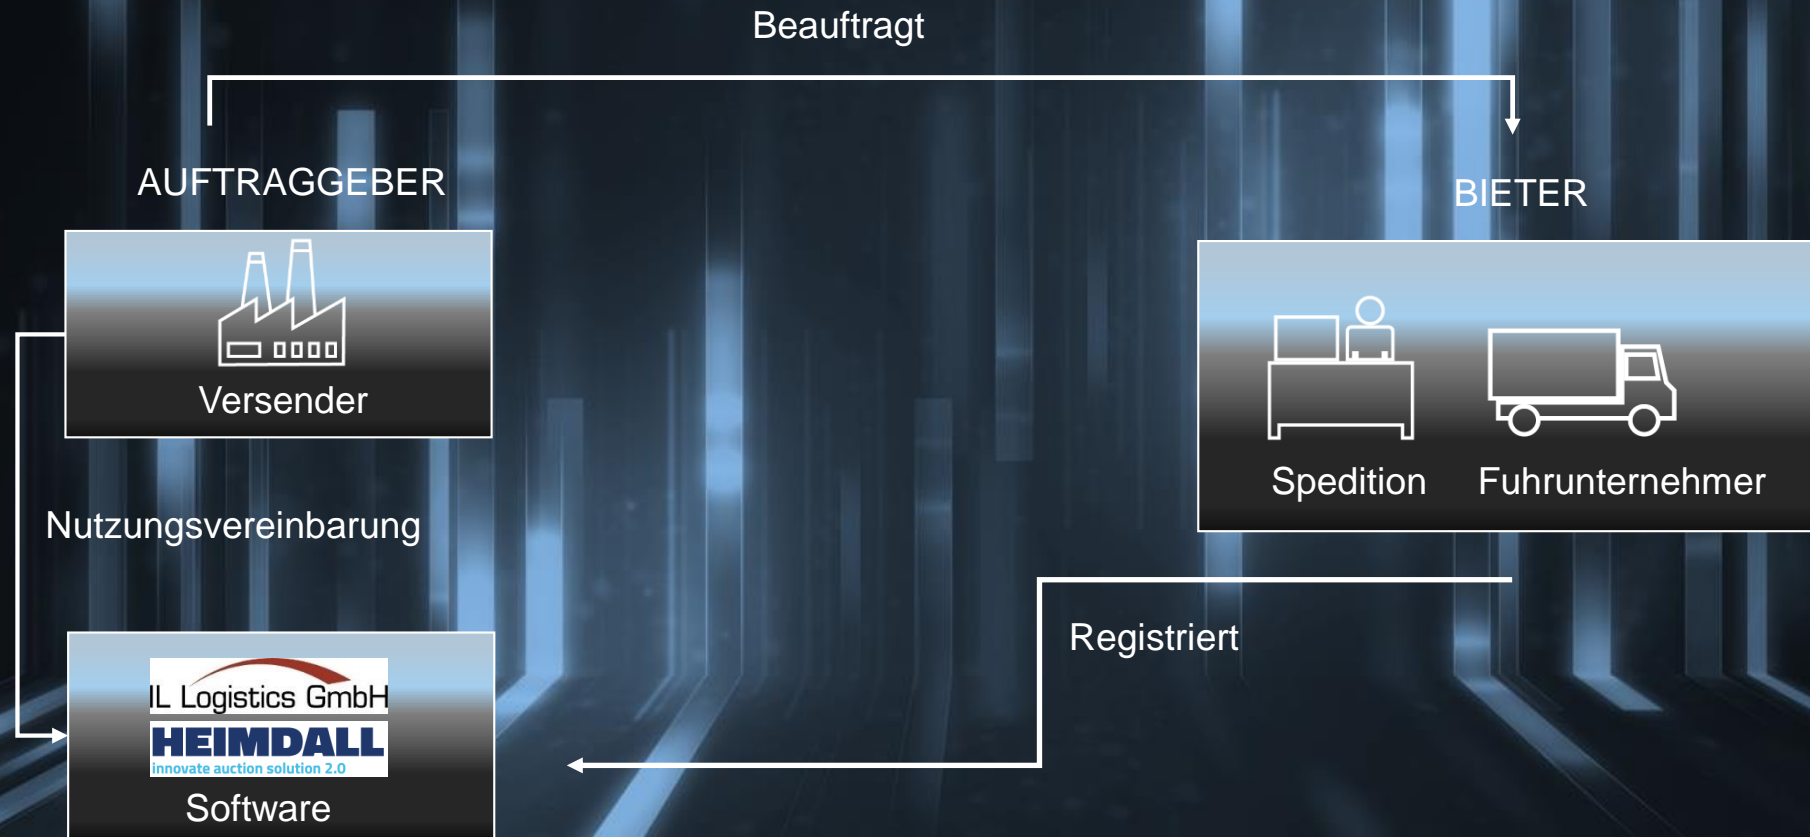 Beauftragt
AUFTRAGGEBER
BIETER
Versender
Spedition
Fuhrunternehmer
Nutzungsvereinbarung
Registriert
IL Logistics GmbH
HEIMDALL
innovate auction solution 2.0
Software